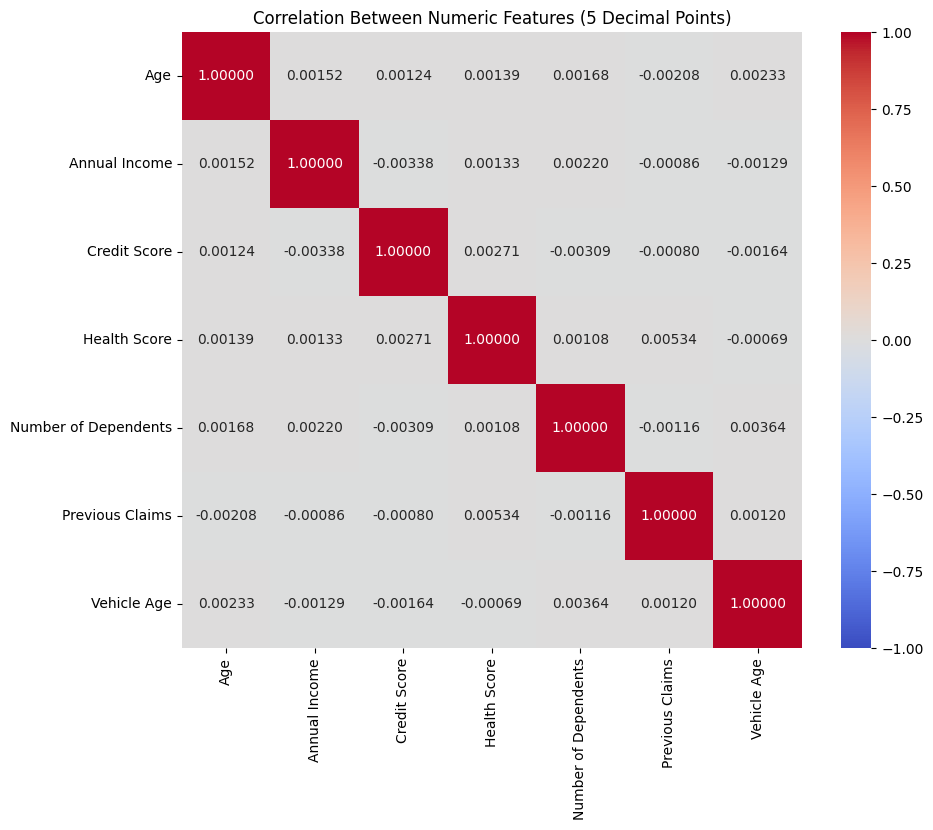 Correlation Between Numeric Features (5 Decimal Points)
Age 1.00000 0.00152 0.00124 0.00139 0.00168 -0.00208 0.00233
Annual Income 0.00152 1.00000 -0.00338 0.00133 0.00220 -0.00086 -0.00129
Credit Score 0.00124 -0.00338 1.00000 0.00271 -0.00309 -0.00080 -0.00164
Health Score 0.00139 0.00133 0.00271 1.00000 0.00108 0.00534 -0.00069
Number of Dependents 0.00168 0.00220 -0.00309 0.00108 1.00000 -0.00116 0.00364
Previous Claims -0.00208 -0.00086 -0.00080 0.00534 -0.00116 1.00000 0.00120
Vehicle Age 0.00233 -0.00129 -0.00164 -0.00069 0.00364 0.00120 1.00000
Age
Annual Income
Credit Score
Health Score
Number of Dependents
Previous Claims
Vehicle Age
1.00
0.75
0.50
0.25
0.00
−0.25
−0.50
−0.75
−1.00